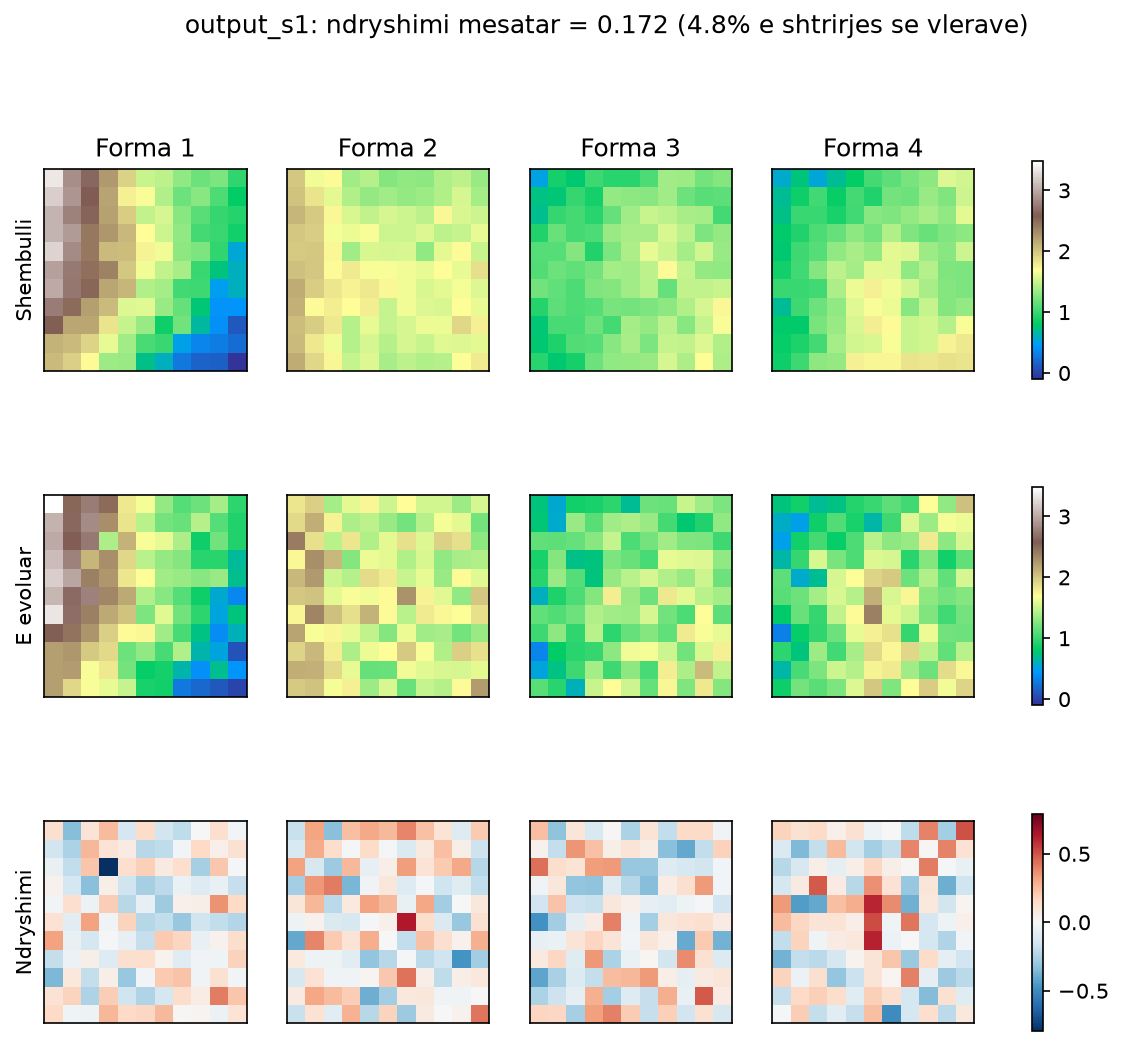 output_s1: ndryshimi mesatar = 0.172 (4.8% e shtrirjes se vlerave)
Forma 1
Forma 2
Forma 3
Forma 4
Shembulli
3
2
1
0
E evoluar
3
2
1
0
Ndryshimi
0.5
0.0
−0.5